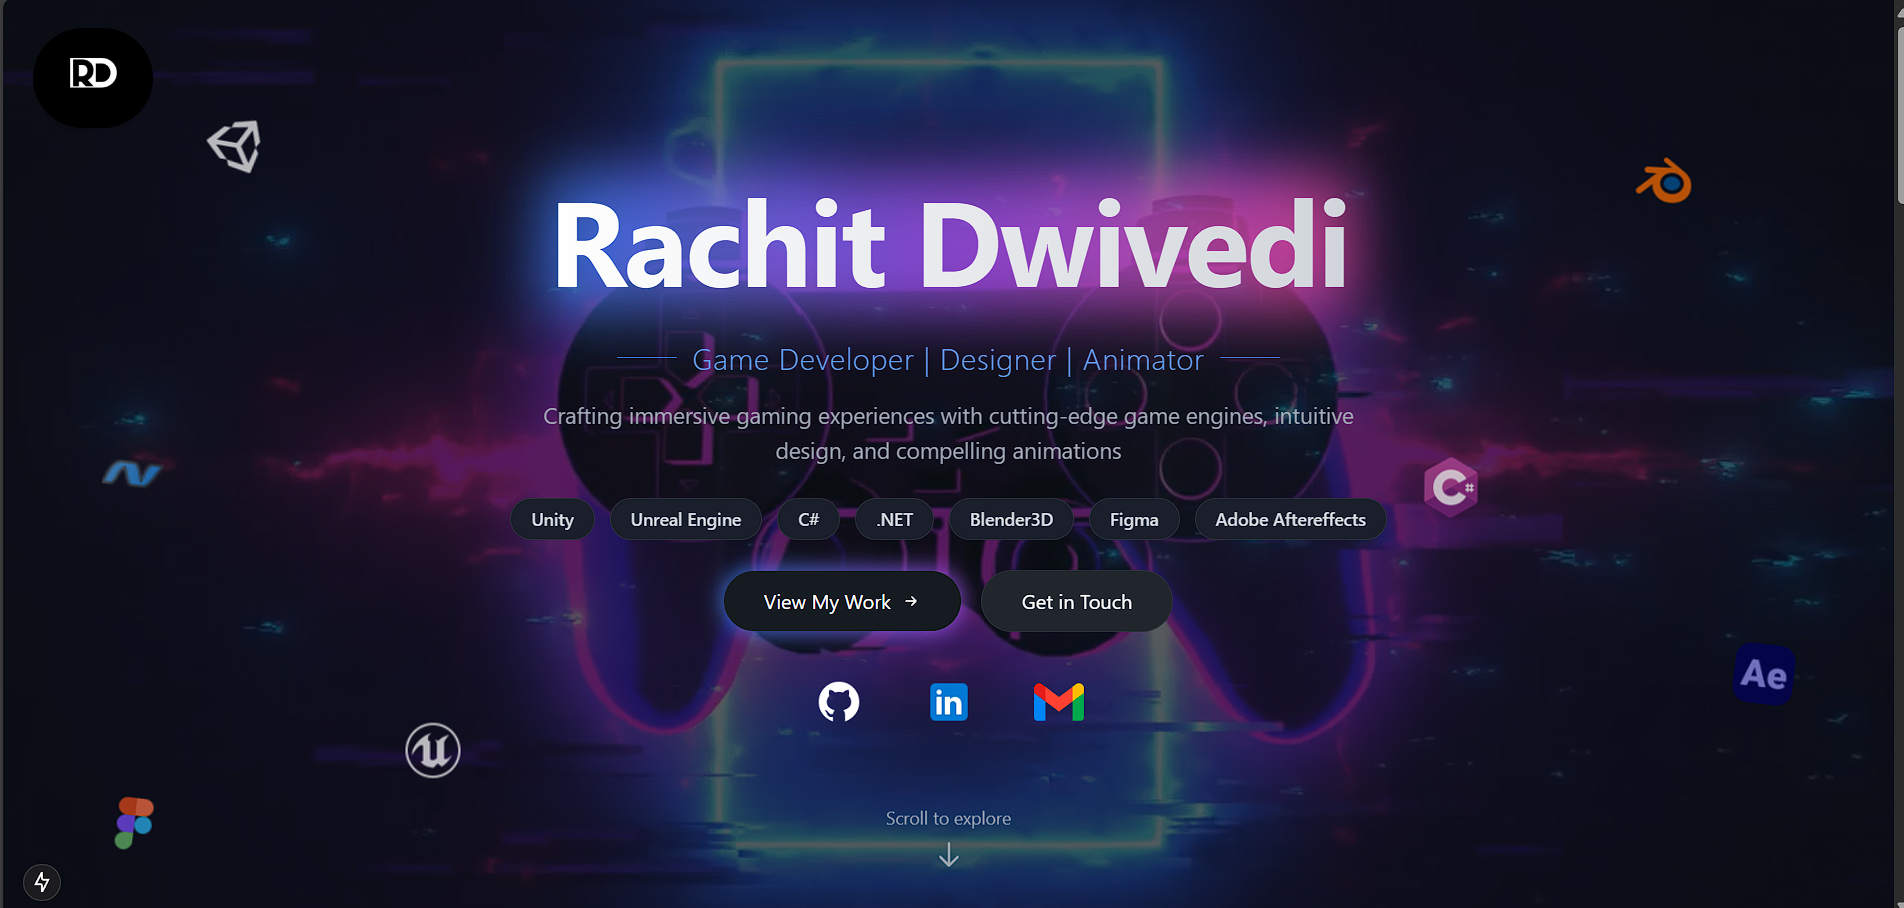 RD
Rachit Dwivedi
Game Developer | Designer | Animator
Crafting immersive gaming experiences with cutting-edge game engines, intuitive
design, and compelling animations
C#
Unity
Unreal Engine
C#
.NET
Blender3D
Figma
Adobe Aftereffects
View My Work →
Get in Touch
in
Ae
Scroll to explore